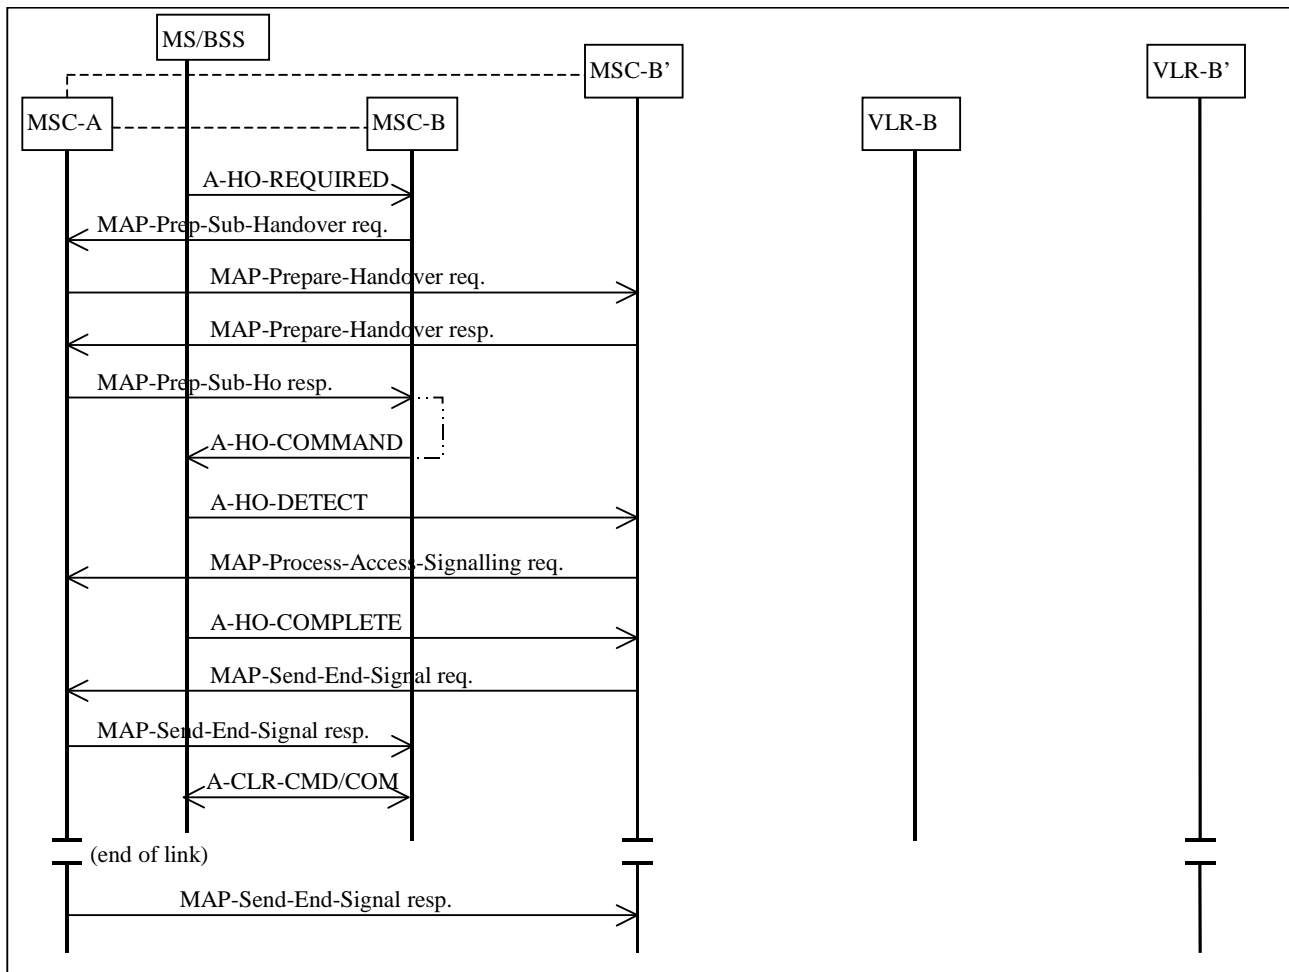 MS/BSS
MSC-B’
VLR-B’
MSC-A
MSC-B
VLR-B
A-HO-REQUIRED
MAP-Prep-Sub-Handover req.
MAP-Prepare-Handover req.
MAP-Prepare-Handover resp.
MAP-Prep-Sub-Ho resp.
A-HO-COMMAND
A-HO-DETECT
MAP-Process-Access-Signalling req.
A-HO-COMPLETE
MAP-Send-End-Signal req.
MAP-Send-End-Signal resp.
A-CLR-CMD/COM
(end of link)
MAP-Send-End-Signal resp.